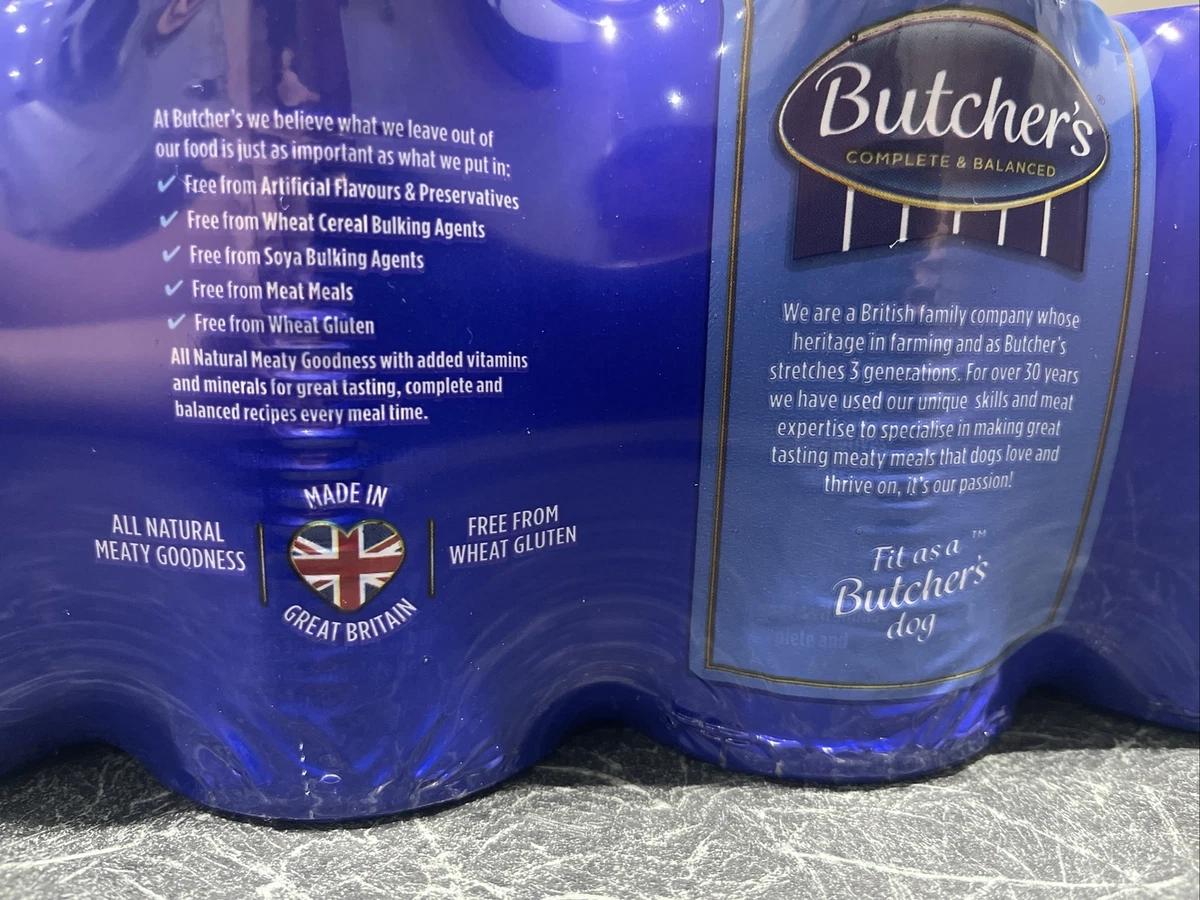 At Butcher's we believe what we leave out of
our food is just as important as what we put in:
✓ Free from Artificial Flavours & Preservatives
✓ Free from Wheat Cereal Bulking Agents
✓ Free from Soya Bulking Agents
✓ Free from Meat Meals
✓ Free from Wheat Gluten
All Natural Meaty Goodness with added vitamins
and minerals for great tasting, complete and
balanced recipes every meal time.
ALL NATURAL
MEATY GOODNESS
MADE IN
GREAT BRITAIN
FREE FROM
WHEAT GLUTEN
Butcher's®
COMPLETE & BALANCED
We are a British family company whose
heritage in farming and as Butcher's
stretches 3 generations. For over 30 years
we have used our unique skills and meat
expertise to specialise in making great
tasting meaty meals that dogs love and
thrive on, it's our passion!
Fit as a ™
Butcher's
dog